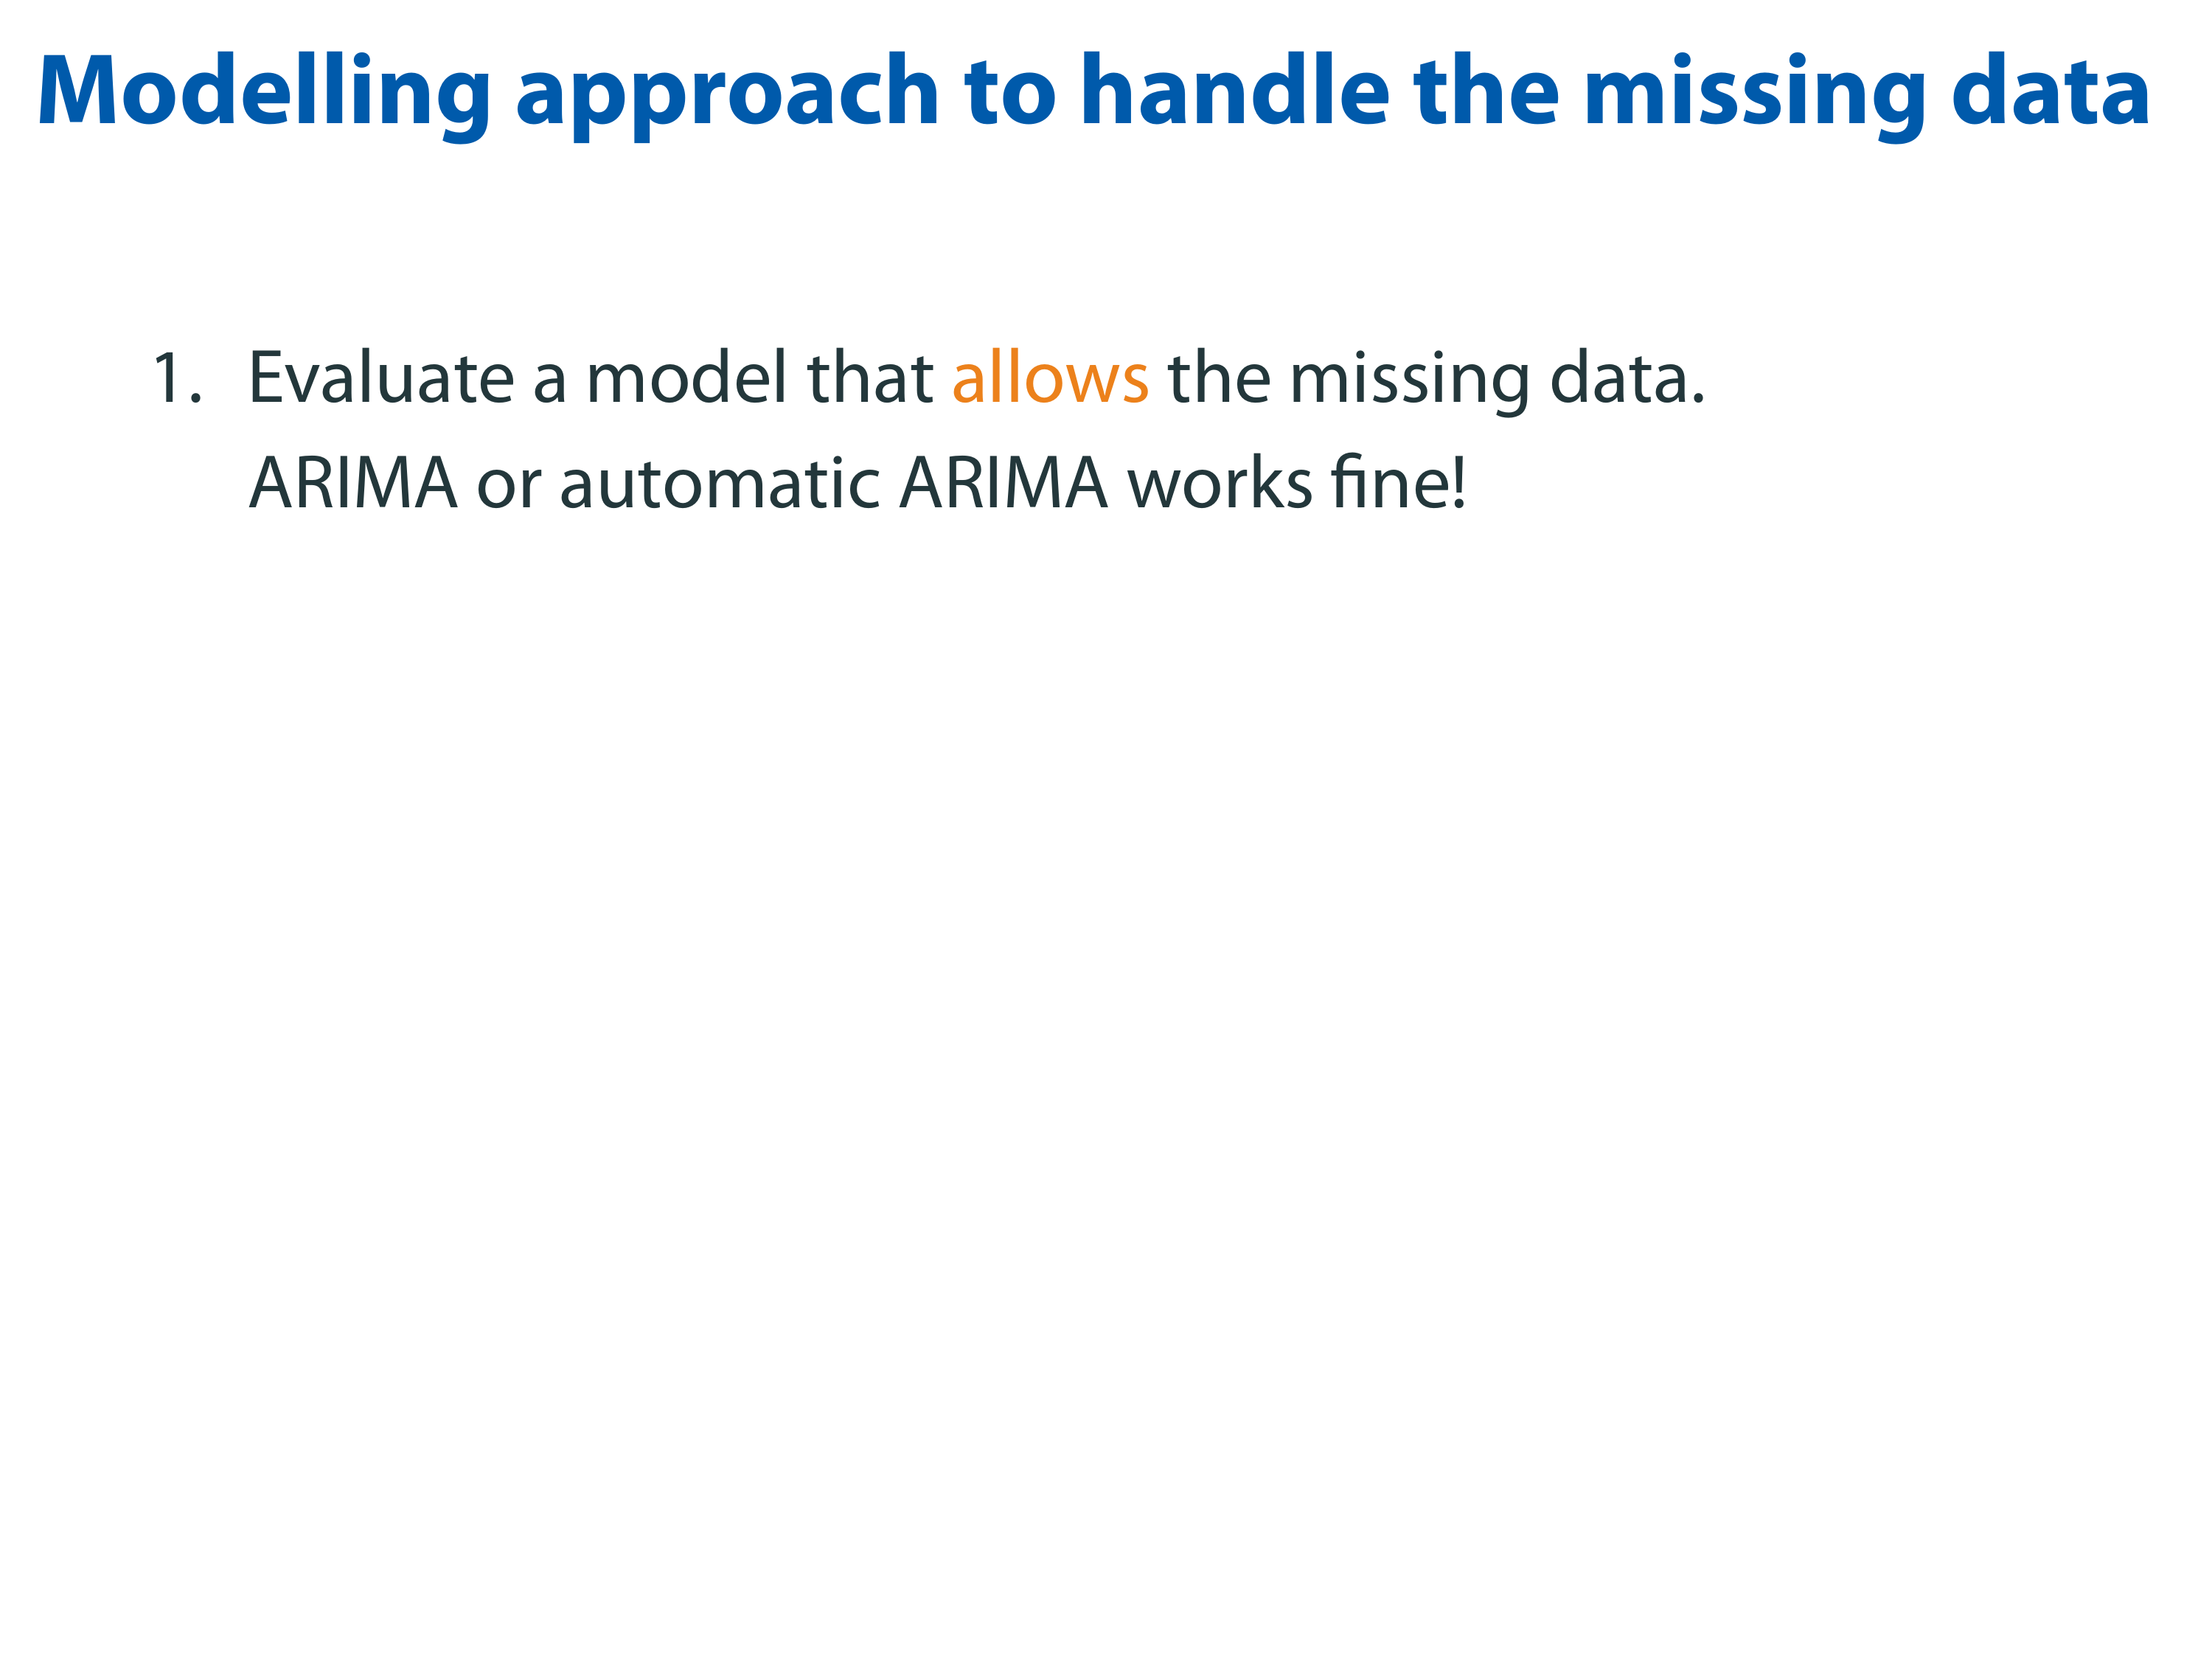 Modelling approach to handle the missing data
1. Evaluate a model that allows the missing data.
ARIMA or automatic ARIMA works fine!